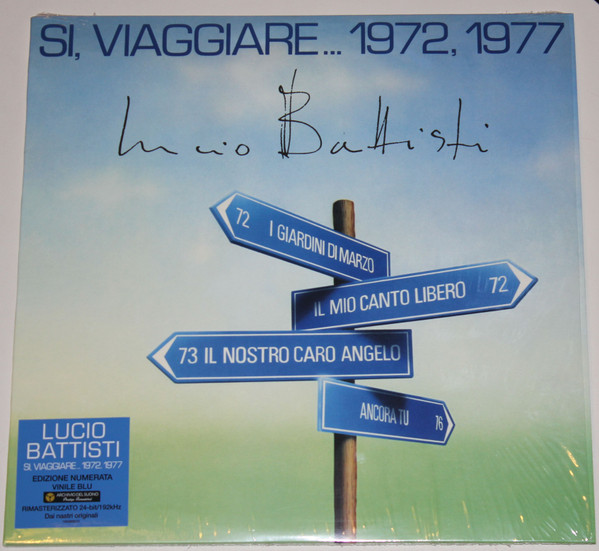 SI, VIAGGIARE... 1972, 1977
Lucio Battisti
72 I GIARDINI DI MARZO
IL MIO CANTO LIBERO 72
73 IL NOSTRO CARO ANGELO
ANCORA TU 76
LUCIO
BATTISTI
SI, VIAGGIARE... 1972, 1977
EDIZIONE NUMERATA
VINILE BLU
RIMASTERIZZATO 24-bit/192kHz
Dai nastri originali